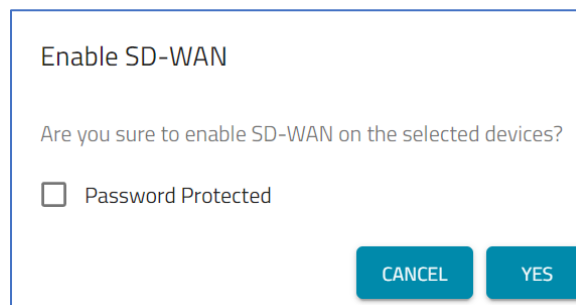 Enable SD-WAN
Are you sure to enable SD-WAN on the selected devices?
Password Protected
CANCEL YES